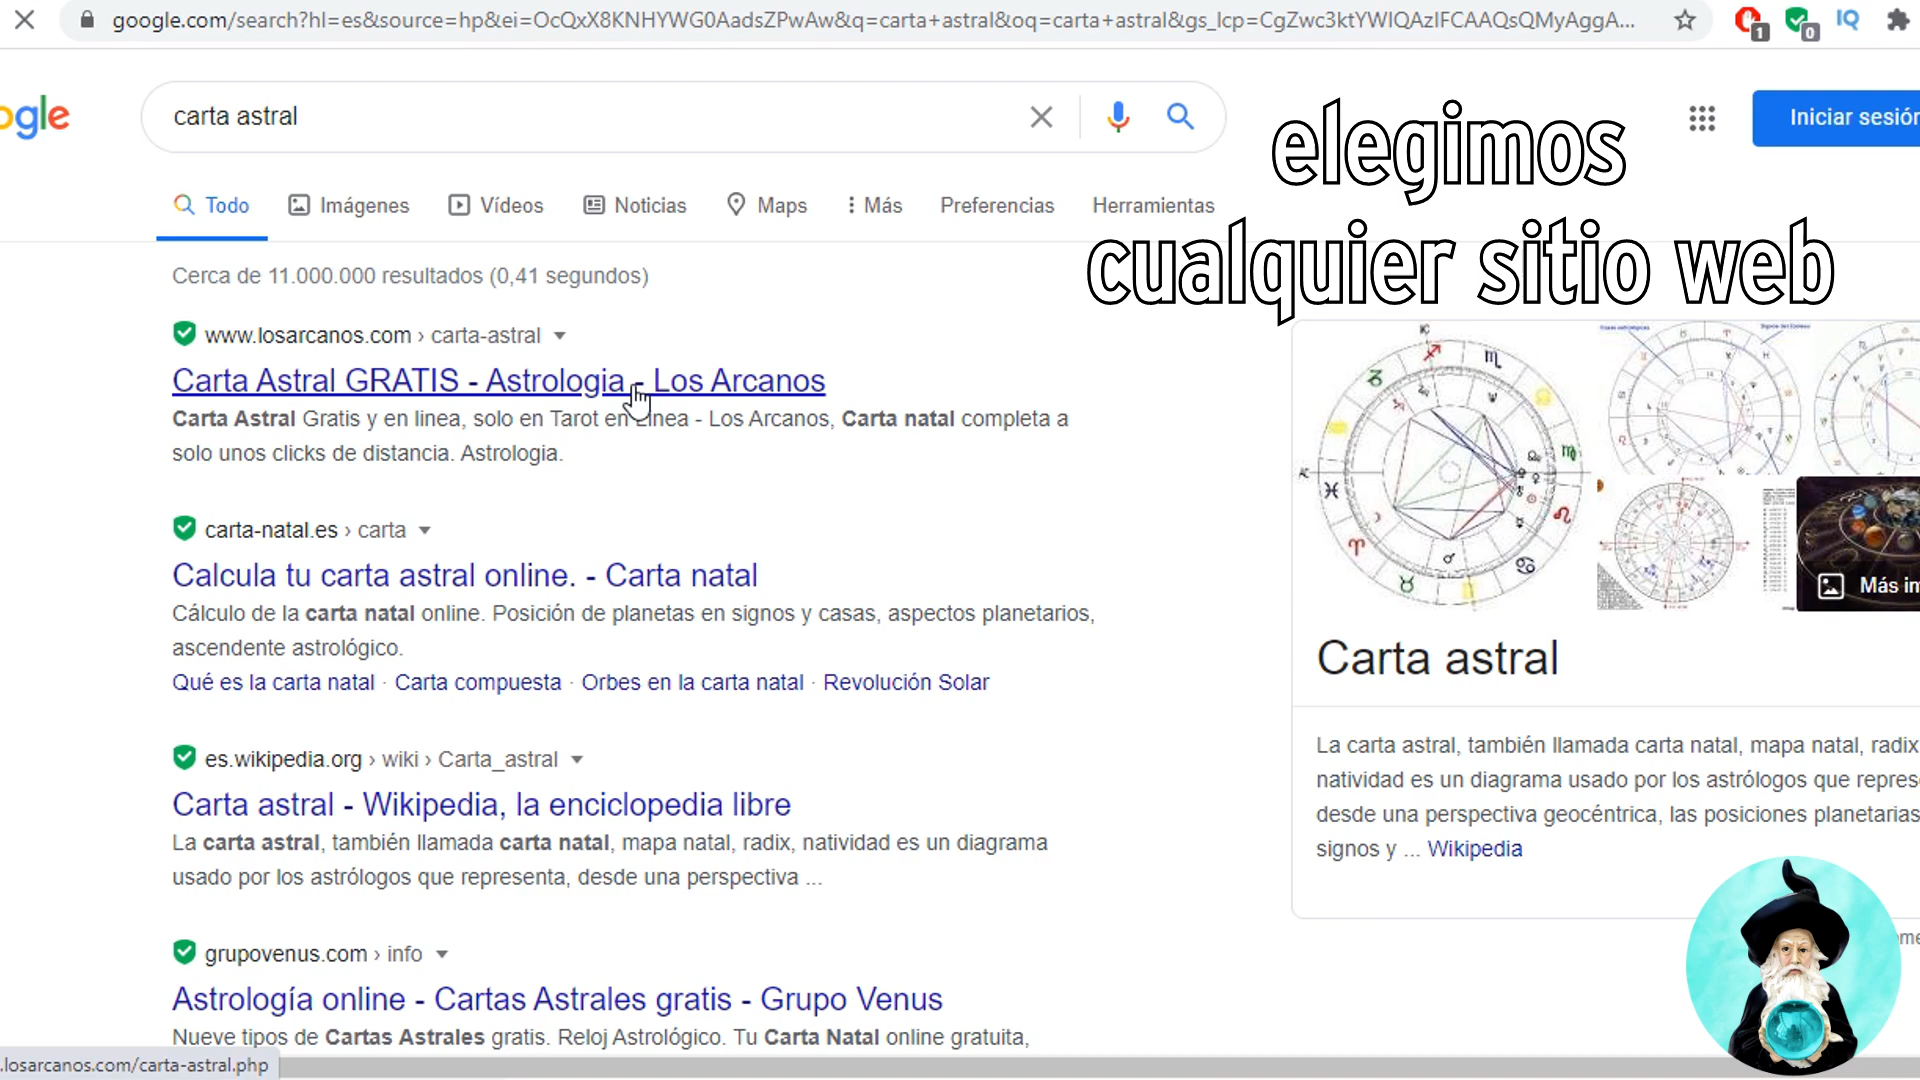 google.com/search?hl=es&source=hp&ei=OcQxX8KNHYWG0AadsZPwAw&q=carta+astral&oq=carta+astral&gs_lcp=CgZwc3ktYWIQAzIFCAAQsQMyAggA...
1
0
IQ
ogle
carta astral
Iniciar sesión
elegimos
cualquier sitio web
Todo
Imágenes
Vídeos
Noticias
Maps
Más
Preferencias
Herramientas
Cerca de 11.000.000 resultados (0,41 segundos)
www.losarcanos.com › carta-astral
Carta Astral GRATIS - Astrologia - Los Arcanos
Carta Astral Gratis y en linea, solo en Tarot en Linea - Los Arcanos, Carta natal completa a
solo unos clicks de distancia. Astrologia.
carta-natal.es › carta
Calcula tu carta astral online. - Carta natal
Cálculo de la carta natal online. Posición de planetas en signos y casas, aspectos planetarios,
ascendente astrológico.
Qué es la carta natal · Carta compuesta · Orbes en la carta natal · Revolución Solar
es.wikipedia.org › wiki › Carta_astral
Carta astral - Wikipedia, la enciclopedia libre
La carta astral, también llamada carta natal, mapa natal, radix, natividad es un diagrama
usado por los astrólogos que representa, desde una perspectiva ...
grupovenus.com › info
Astrología online - Cartas Astrales gratis - Grupo Venus
Nueve tipos de Cartas Astrales gratis. Reloj Astrológico. Tu Carta Natal online gratuita,
.losarcanos.com/carta-astral.php
Más im
Carta astral
La carta astral, también llamada carta natal, mapa natal, radix
natividad es un diagrama usado por los astrólogos que repres
desde una perspectiva geocéntrica, las posiciones planetarias
signos y ... Wikipedia